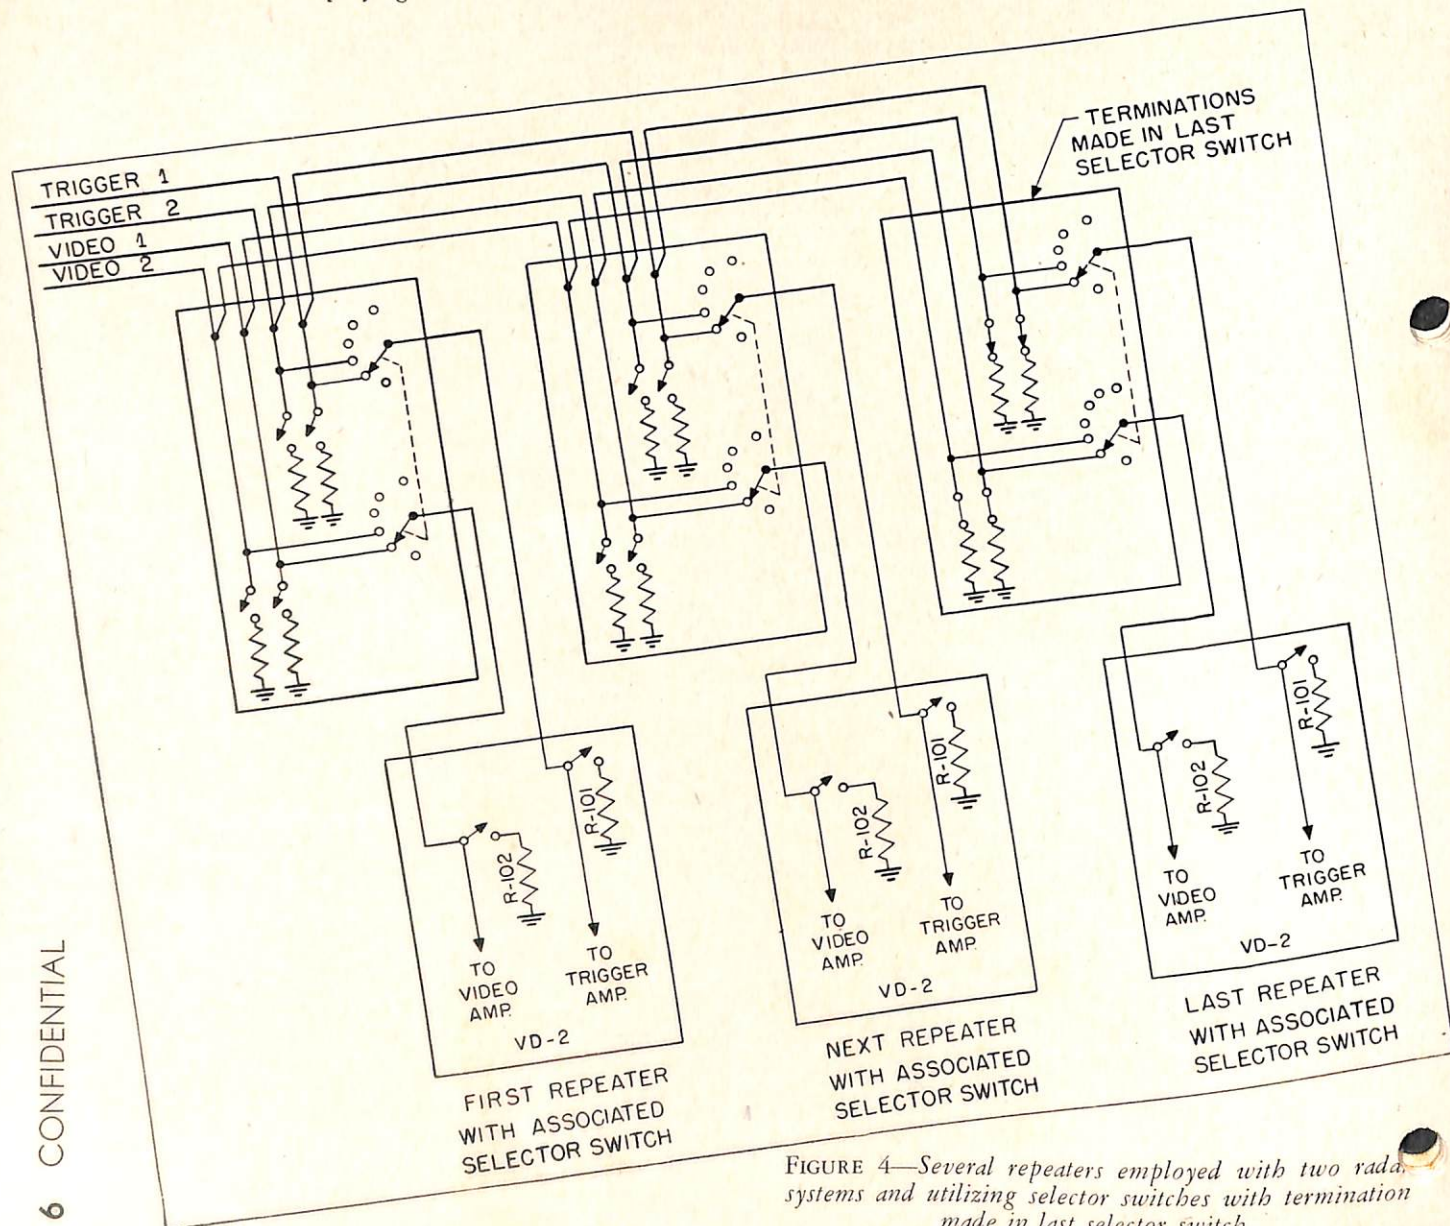 TRIGGER 1
TRIGGER 2
VIDEO 1
VIDEO 2
TERMINATIONS
MADE IN LAST
SELECTOR SWITCH
R-102
R-101
TO
VIDEO
AMP.
TO
TRIGGER
AMP.
VD-2
FIRST REPEATER
WITH ASSOCIATED
SELECTOR SWITCH
R-102
R-101
TO
VIDEO
AMP.
TO
TRIGGER
AMP.
VD-2
NEXT REPEATER
WITH ASSOCIATED
SELECTOR SWITCH
R-102
R-101
TO
VIDEO
AMP.
TO
TRIGGER
AMP.
VD-2
LAST REPEATER
WITH ASSOCIATED
SELECTOR SWITCH
FIGURE 4—Several repeaters employed with two
systems and utilizing selector switches with termination
made in last selector switch
6 CONFIDENTIAL